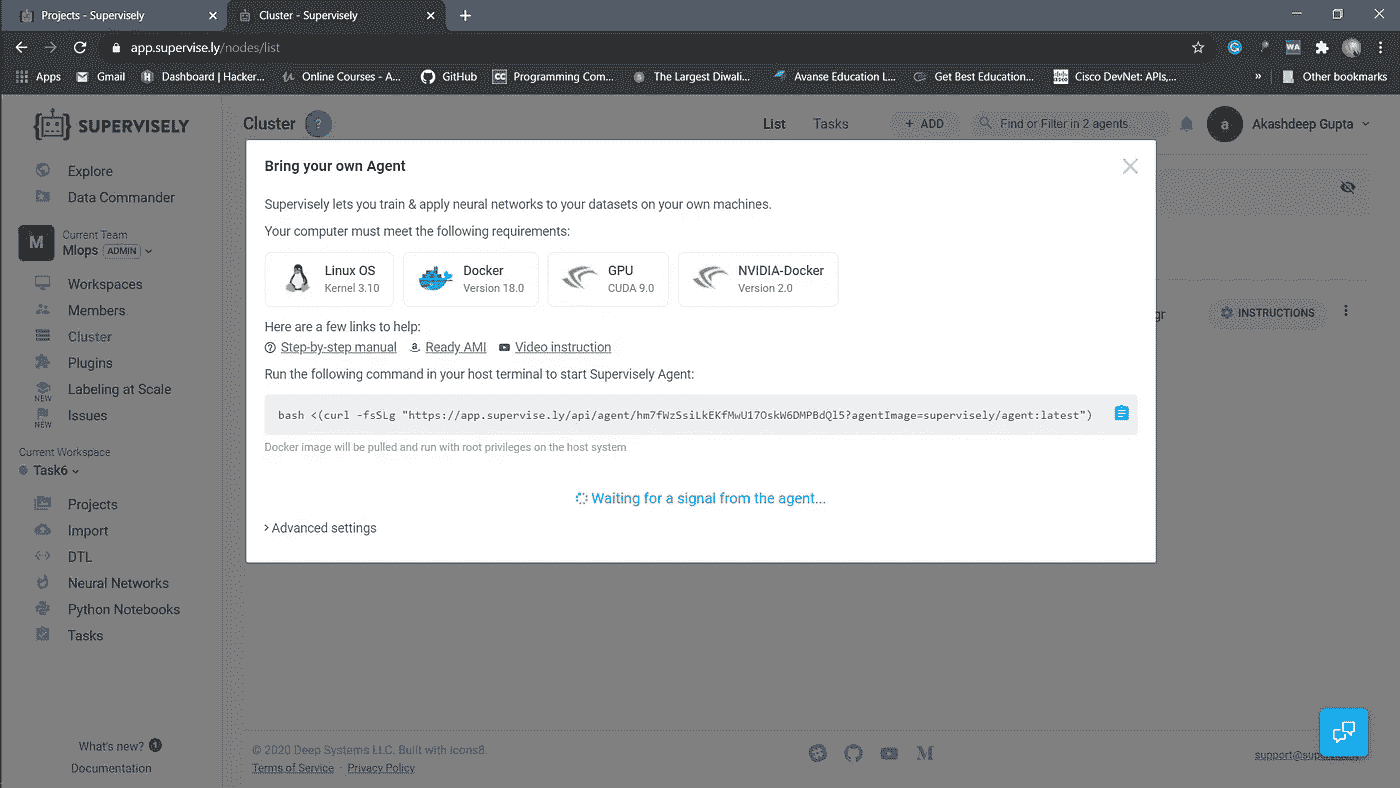 Projects - Supervisely
Cluster - Supervisely
app.supervise.ly/nodes/list
WA
Apps
Gmail
Dashboard | Hacker...
Online Courses - A...
GitHub
CC Programming Com...
The Largest Diwali...
Avanse Education L...
Get Best Education...
Cisco DevNet: APIs,...
»
Other bookmarks
SUPERVISELY
Cluster ?
List
Tasks
+ ADD
Find or Filter in 2 agents...
a
Akashdeep Gupta
Explore
Data Commander
Current Team
M
Mlops ADMIN
Workspaces
Members
Cluster
Plugins
NEW
Labeling at Scale
NEW
Issues
Current Workspace
Task6
Projects
Import
DTL
Neural Networks
Python Notebooks
Tasks
What's new? 1
Documentation
Bring your own Agent
Supervisely lets you train & apply neural networks to your datasets on your own machines.
Your computer must meet the following requirements:
Linux OS
Kernel 3.10
Docker
Version 18.0
GPU
CUDA 9.0
NVIDIA-Docker
Version 2.0
Here are a few links to help:
Step-by-step manual
Ready AMI
Video instruction
Run the following command in your host terminal to start Supervisely Agent:
bash <(curl -fsSLg "https://app.supervise.ly/api/agent/hm7fWzSsiLkEKfMwU17OskW6DMPBdQl5?agentImage=supervisely/agent:latest")
Docker image will be pulled and run with root privileges on the host system
Waiting for a signal from the agent...
> Advanced settings
gr
INSTRUCTIONS
© 2020 Deep Systems LLC. Built with icons8.
Terms of Service · Privacy Policy